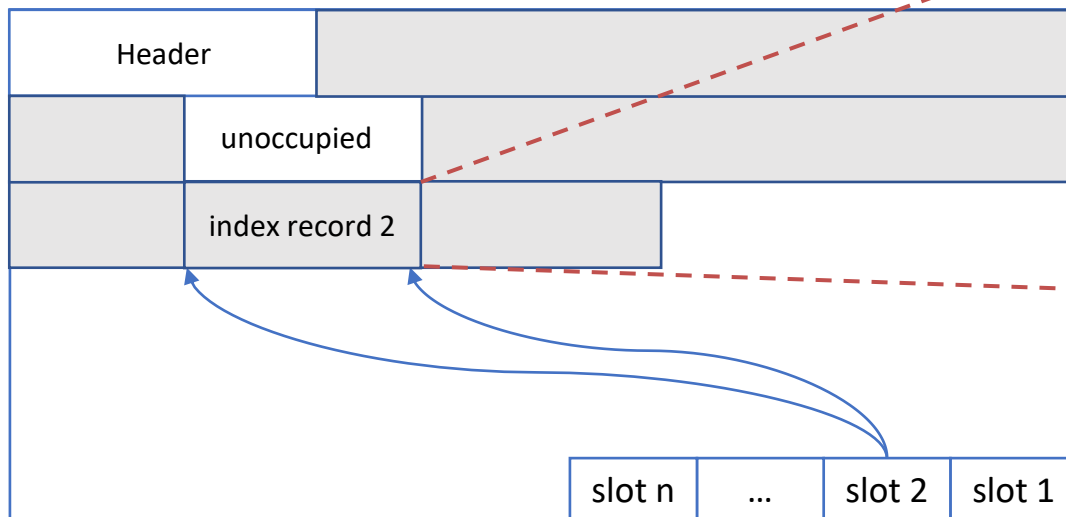 Header
unoccupied
index record 2
slot n ... slot 2 slot 1